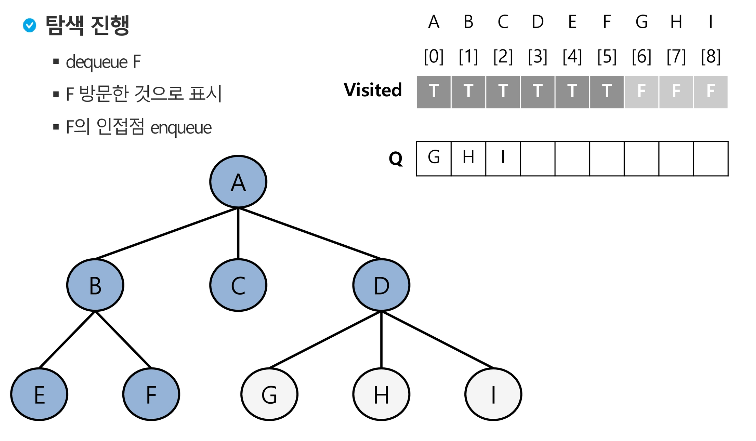 탐색 진행
dequeue F
F 방문한 것으로 표시
F의 인접점 enqueue
A B C D E F G H I
[0] [1] [2] [3] [4] [5] [6] [7] [8]
Visited T T T T T T F F F
Q G H I
A
B C D
E F G H I